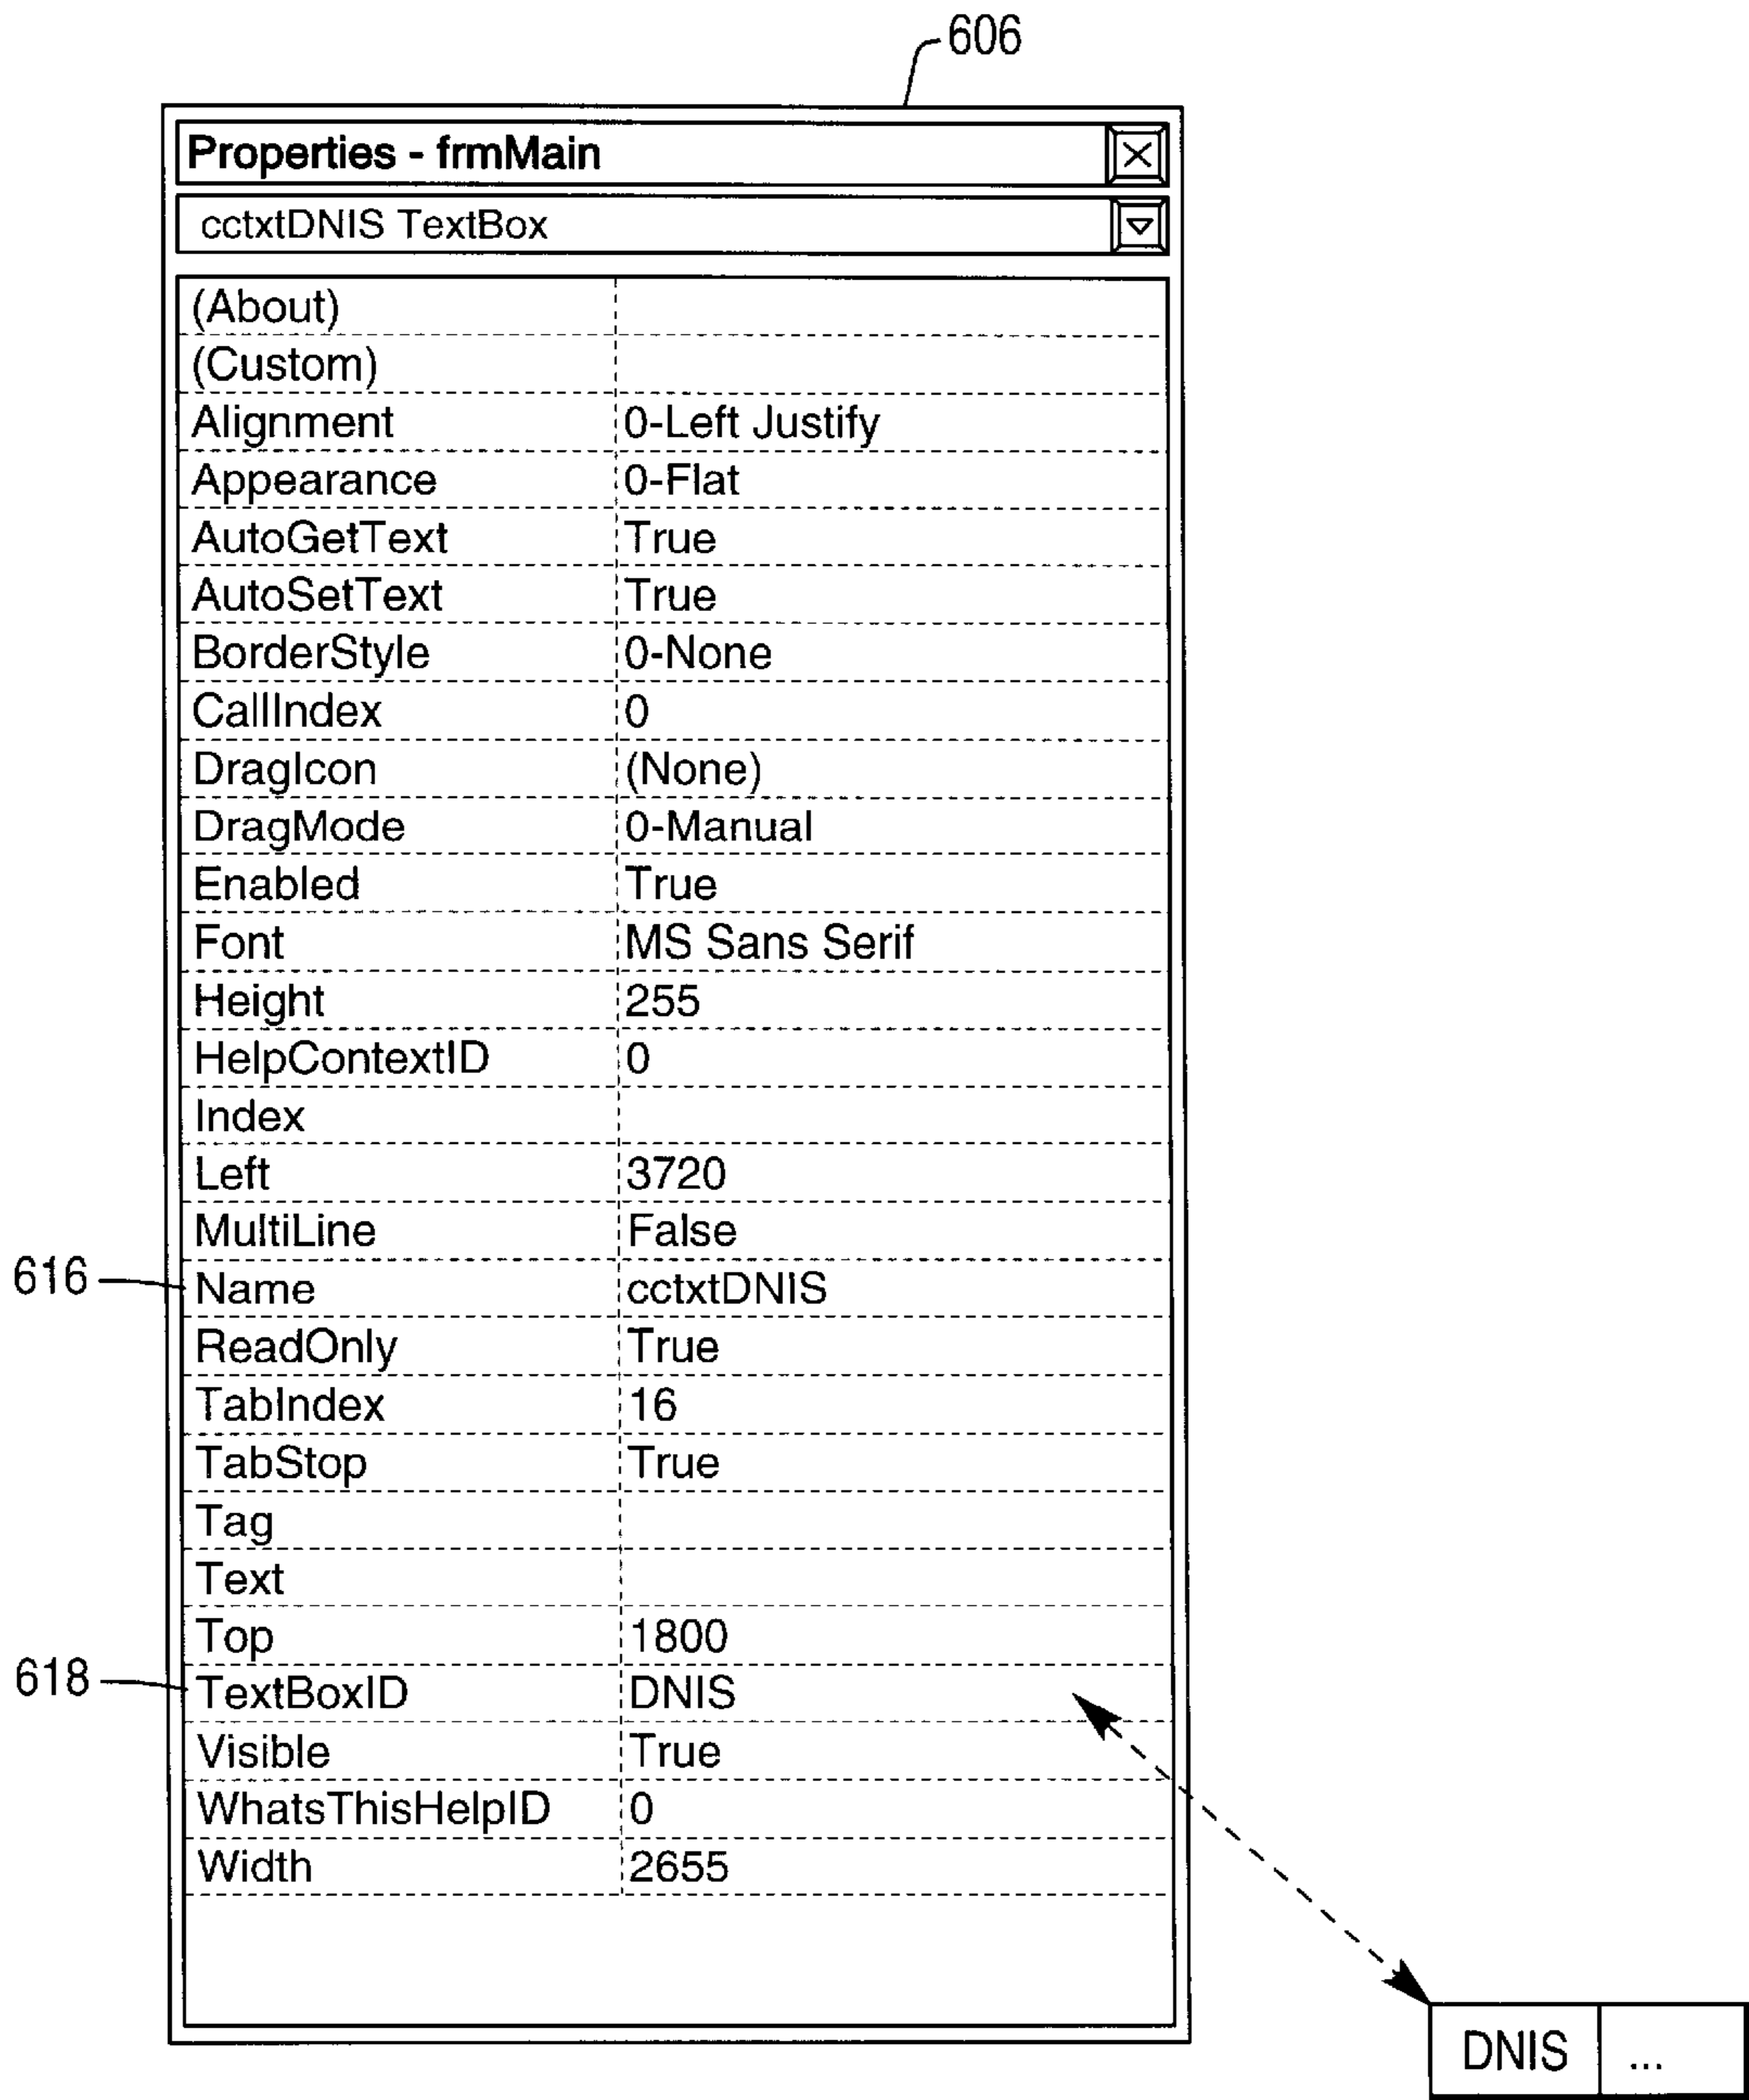 606
Properties - frmMain
cctxtDNIS TextBox
(About)
(Custom)
Alignment 0-Left Justify
Appearance 0-Flat
AutoGetText True
AutoSetText True
BorderStyle 0-None
CallIndex 0
DragIcon (None)
DragMode 0-Manual
Enabled True
Font MS Sans Serif
Height 255
HelpContextID 0
Index
Left 3720
MultiLine False
616 Name cctxtDNIS
ReadOnly True
TabIndex 16
TabStop True
Tag
Text
Top 1800
618 TextBoxID DNIS
Visible True
WhatsThisHelpID 0
Width 2655
DNIS ...